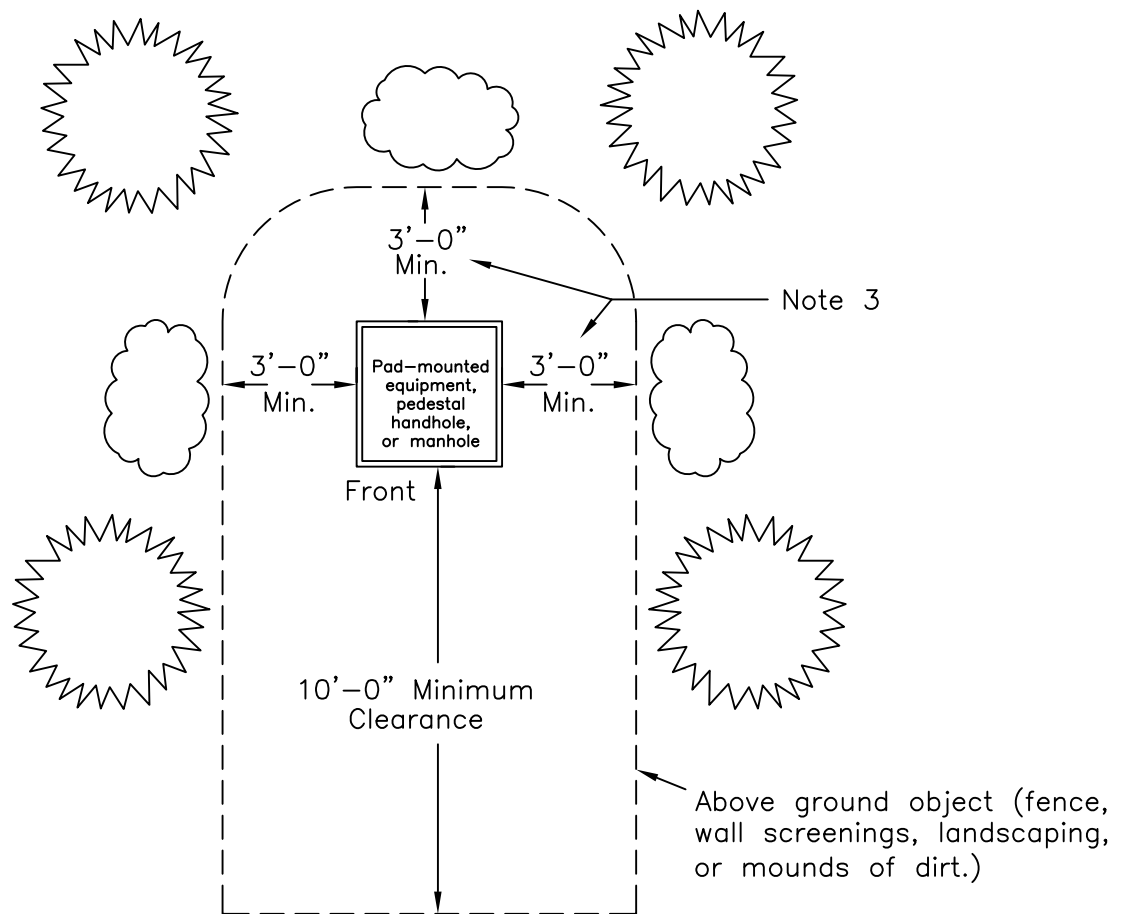 3'-0"
Min.
Note 3
3'-0"
Min.
Pad-mounted
equipment,
pedestal
handhole,
or manhole
3'-0"
Min.
Front
10'-0" Minimum
Clearance
Above ground object (fence,
wall screenings, landscaping,
or mounds of dirt.)